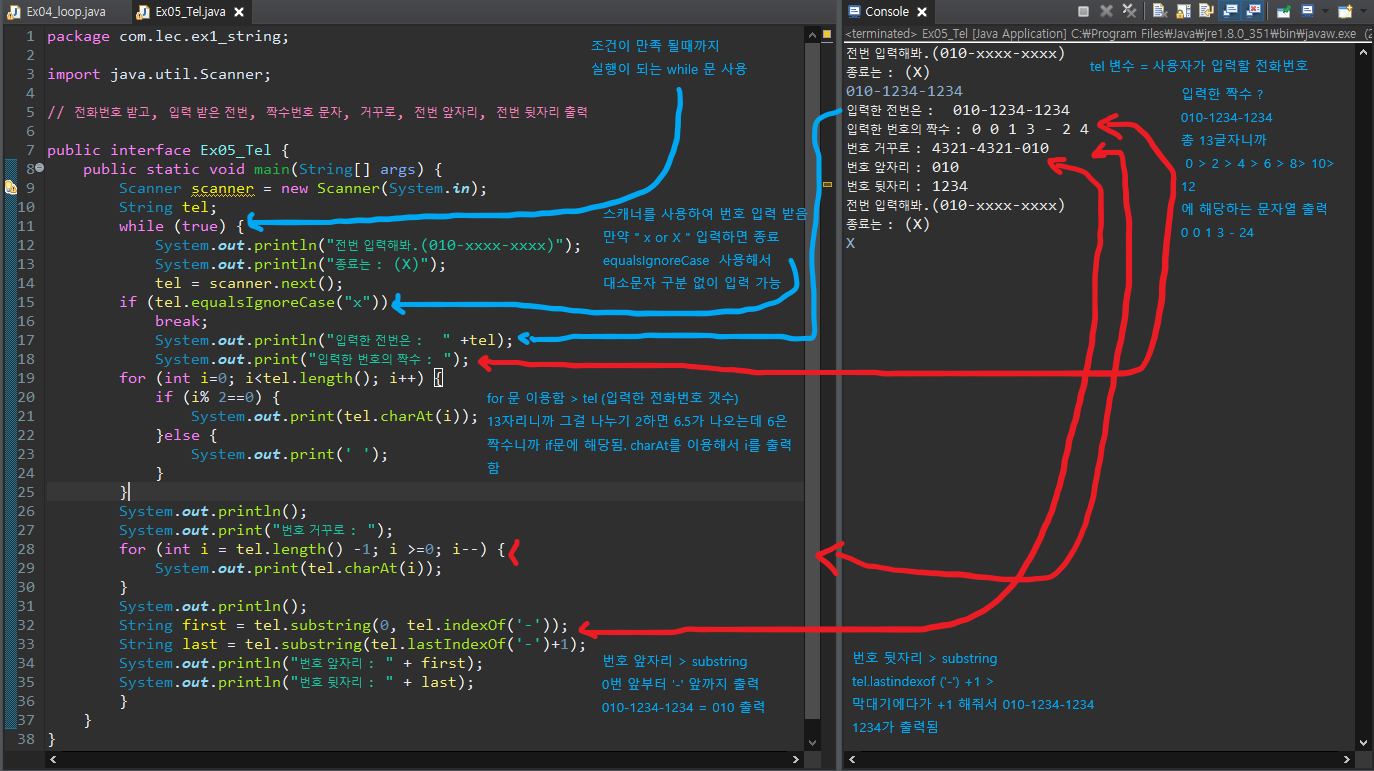 Ex04_loop.java
Ex05_Tel.java
1 package com.lec.ex1_string;
2
3 import java.util.Scanner;
4
5 // 전화번호 받고, 입력 받은 전번, 짝수번호 문자, 거꾸로, 전번 앞자리, 전번 뒷자리 출력
6
7 public interface Ex05_Tel {
8 public static void main(String[] args) {
9 Scanner scanner = new Scanner(System.in);
10 String tel;
11 while (true) {
12 System.out.println("전번 입력해봐.(010-xxxx-xxxx)");
13 System.out.println("종료는 : (X)");
14 tel = scanner.next();
15 if (tel.equalsIgnoreCase("x"))
16 break;
17 System.out.println("입력한 전번은 :  " +tel);
18 System.out.print("입력한 번호의 짝수 : ");
19 for (int i=0; i<tel.length(); i++) {
20 if (i% 2==0) {
21 System.out.print(tel.charAt(i));
22 }else {
23 System.out.print(' ');
24 }
25 }
26 System.out.println();
27 System.out.print("번호 거꾸로 : ");
28 for (int i = tel.length() -1; i >=0; i--) {
29 System.out.print(tel.charAt(i));
30 }
31 System.out.println();
32 String first = tel.substring(0, tel.indexOf('-'));
33 String last = tel.substring(tel.lastIndexOf('-')+1);
34 System.out.println("번호 앞자리 : " + first);
35 System.out.println("번호 뒷자리 : " + last);
36 }
37 }
38 }
조건이 만족 될때까지
실행이 되는 while 문 사용
스캐너를 사용하여 번호 입력 받음
만약 " x or X " 입력하면 종료
equalsIgnoreCase 사용해서
대소문자 구분 없이 입력 가능
for 문 이용함 > tel (입력한 전화번호 갯수)
13자리니까 그걸 나누기 2하면 6.5가 나오는데 6은
짝수니까 if문에 해당됨. charAt를 이용해서 i를 출력
함
번호 앞자리 > substring
0번 앞부터 '-' 앞까지 출력
010-1234-1234 = 010 출력
Console
<terminated> Ex05_Tel [Java Application] C:₩Program Files₩Java₩jre1.8.0_351₩bin₩javaw.exe (2
전번 입력해봐.(010-xxxx-xxxx)
종료는 : (X)
010-1234-1234
입력한 전번은 :  010-1234-1234
입력한 번호의 짝수 : 0 0 1 3 - 2 4
번호 거꾸로 : 4321-4321-010
번호 앞자리 : 010
번호 뒷자리 : 1234
전번 입력해봐.(010-xxxx-xxxx)
종료는 : (X)
X
tel 변수 = 사용자가 입력할 전화번호
입력한 짝수 ?
010-1234-1234
총 13글자니까
0 > 2 > 4 > 6 > 8> 10>
12
에 해당하는 문자열 출력
0 0 1 3 - 24
번호 뒷자리 > substring
tel.lastindexof ('-') +1 >
막대기에다가 +1 해줘서 010-1234-1234
1234가 출력됨